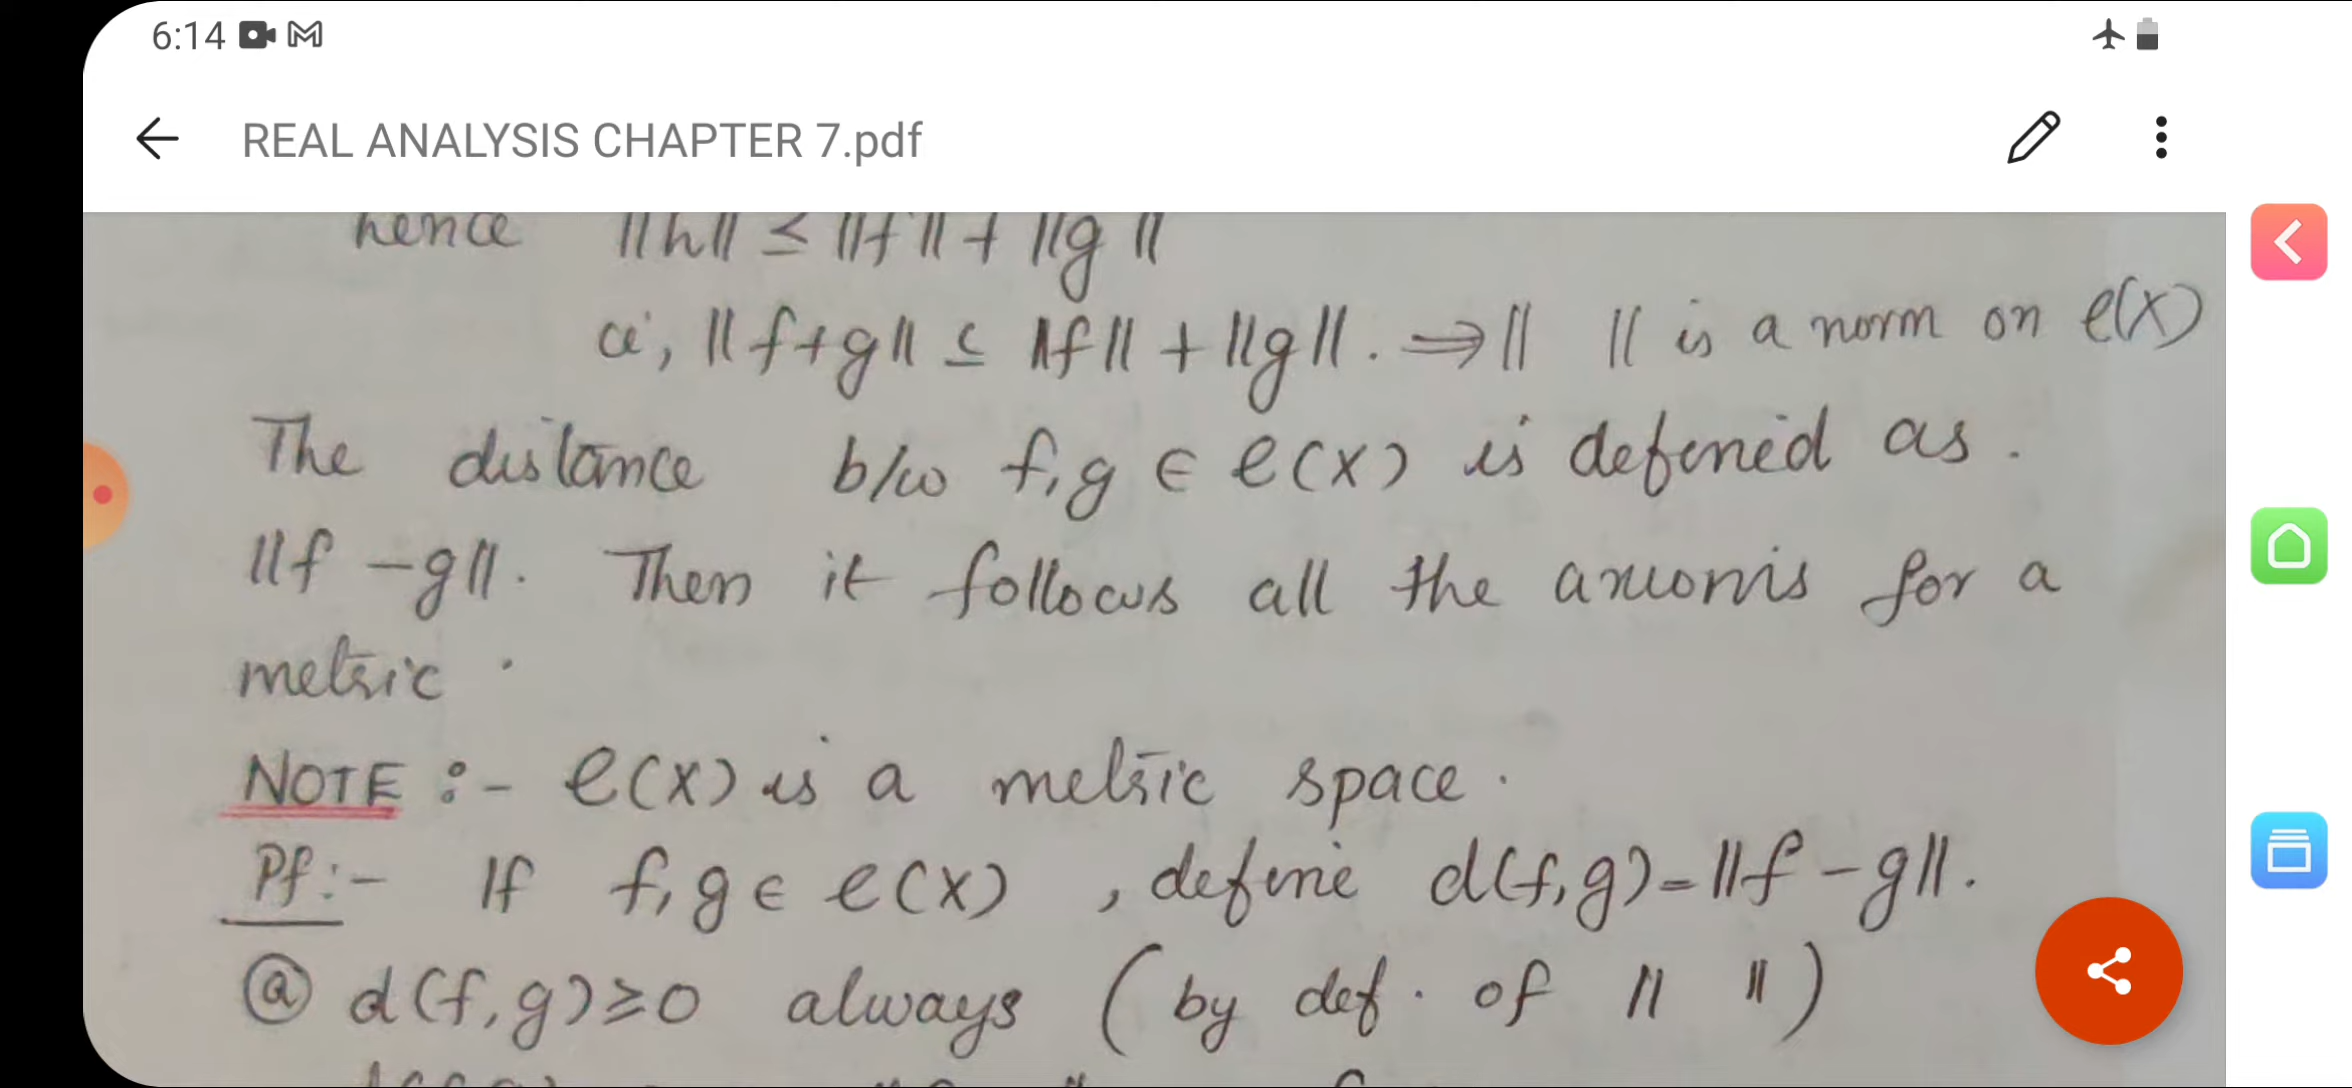 6:14
REAL ANALYSIS CHAPTER 7.pdf
hence ||h|| ≤ ||f|| + ||g||
ie, ||f+g|| ≤ ||f|| + ||g||. ⟹ || || is a norm on C(X)
The distance b/w f,g ∈ C(X) is defined as.
||f - g||. Then it follows all the axioms for a
metric.
NOTE :- C(X) is a metric space.
Pf:- If f,g ∈ C(X), define d(f,g) = ||f - g||.
ⓐ d(f,g) ≥ 0 always (by def. of || ||)